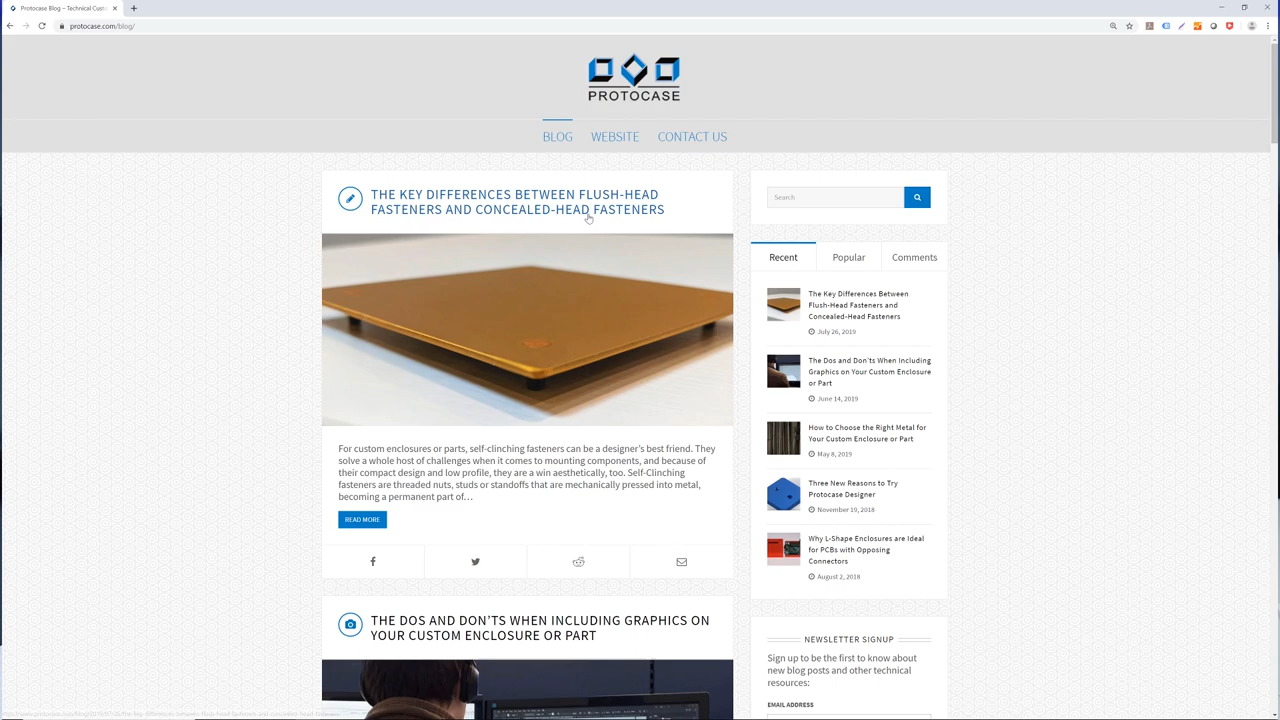 Protocase Blog – Technical Custo
protocase.com/blog/
PROTOCASE
BLOG WEBSITE CONTACT US
THE KEY DIFFERENCES BETWEEN FLUSH-HEAD
FASTENERS AND CONCEALED-HEAD FASTENERS
For custom enclosures or parts, self-clinching fasteners can be a designer’s best friend. They
solve a whole host of challenges when it comes to mounting components, and because of
their compact design and low profile, they are a win aesthetically, too. Self-Clinching
fasteners are threaded nuts, studs or standoffs that are mechanically pressed into metal,
becoming a permanent part of…
READ MORE
THE DOS AND DON’TS WHEN INCLUDING GRAPHICS ON
YOUR CUSTOM ENCLOSURE OR PART
Search
Recent Popular Comments
The Key Differences Between
Flush-Head Fasteners and
Concealed-Head Fasteners
July 26, 2019
The Dos and Don’ts When Including
Graphics on Your Custom Enclosure
or Part
June 14, 2019
How to Choose the Right Metal for
Your Custom Enclosure or Part
May 8, 2019
Three New Reasons to Try
Protocase Designer
November 19, 2018
Why L-Shape Enclosures are Ideal
for PCBs with Opposing
Connectors
August 2, 2018
NEWSLETTER SIGNUP
Sign up to be the first to know about
new blog posts and other technical
resources:
EMAIL ADDRESS